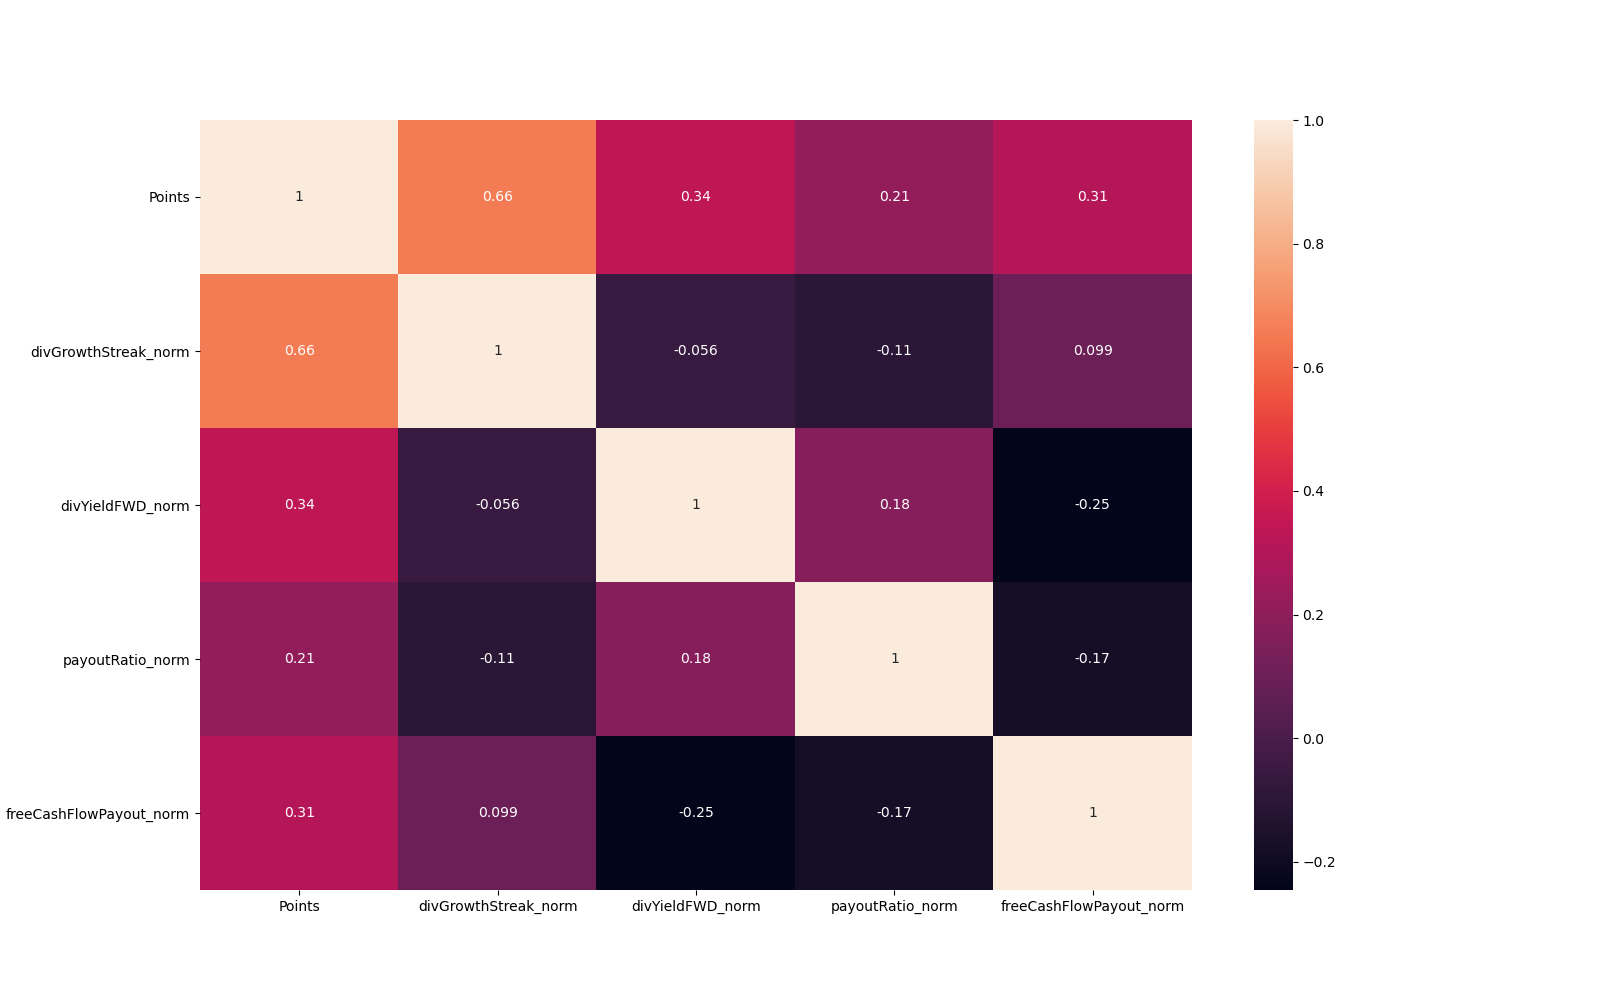 1.0
Points 1 0.66 0.34 0.21 0.31
0.8
divGrowthStreak_norm 0.66 1 -0.056 -0.11 0.099
0.6
divYieldFWD_norm 0.34 -0.056 1 0.18 -0.25
0.4
0.2
payoutRatio_norm 0.21 -0.11 0.18 1 -0.17
0.0
freeCashFlowPayout_norm 0.31 0.099 -0.25 -0.17 1
−0.2
Points divGrowthStreak_norm divYieldFWD_norm payoutRatio_norm freeCashFlowPayout_norm